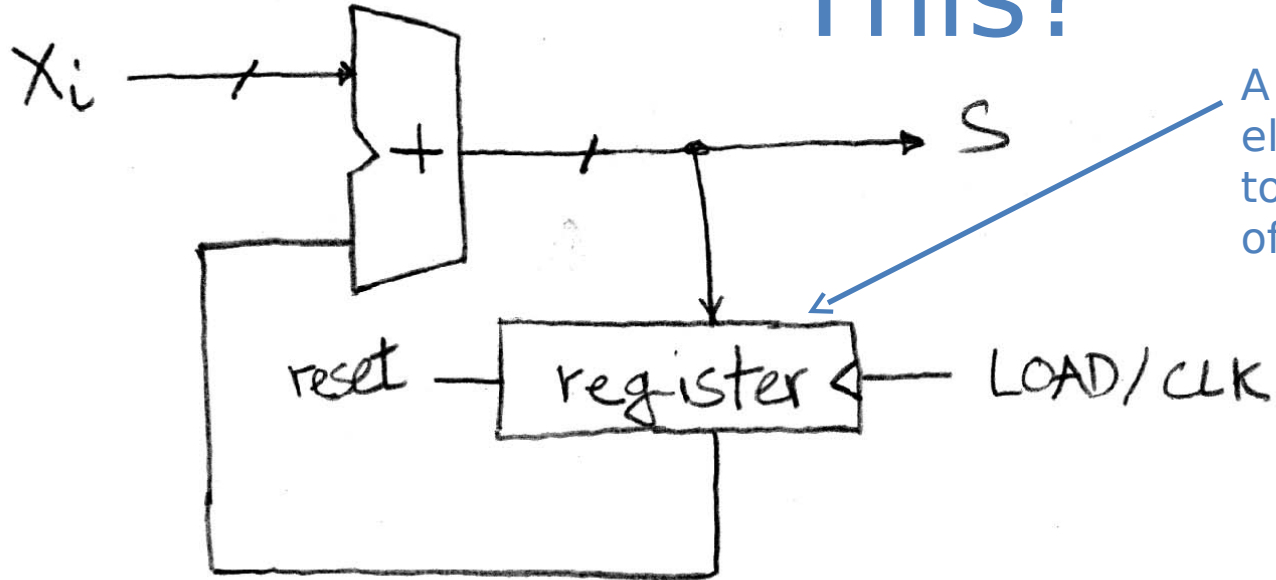 This?
Xi
+
S
A
el
to
of
reset
register
LOAD/CLK